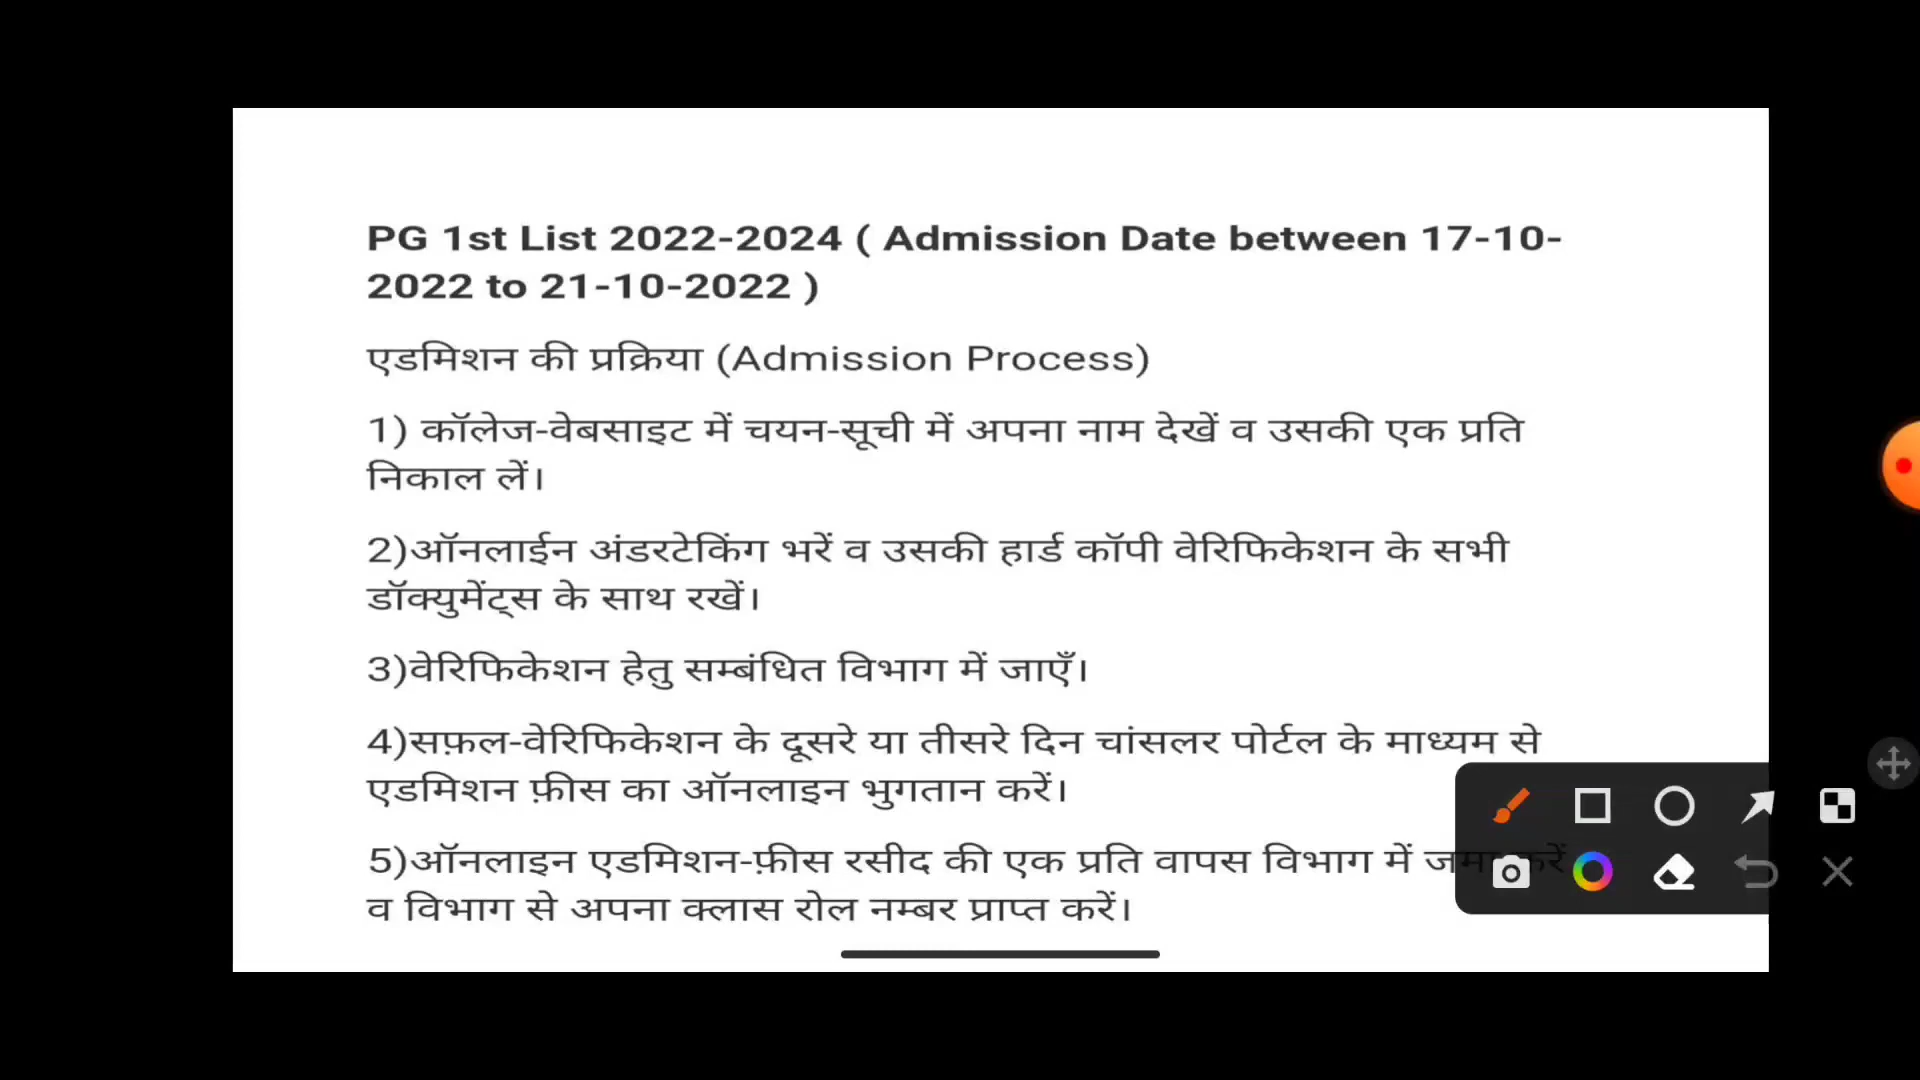 PG 1st List 2022-2024 ( Admission Date between 17-10-
2022 to 21-10-2022 )
एडमिशन की प्रक्रिया (Admission Process)
1) कॉलेज-वेबसाइट में चयन-सूची में अपना नाम देखें व उसकी एक प्रति
निकाल लें।
2)ऑनलाईन अंडरटेकिंग भरें व उसकी हार्ड कॉपी वेरिफिकेशन के सभी
डॉक्युमेंट्स के साथ रखें।
3)वेरिफिकेशन हेतु सम्बंधित विभाग में जाएँ।
4)सफ़ल-वेरिफिकेशन के दूसरे या तीसरे दिन चांसलर पोर्टल के माध्यम से
एडमिशन फ़ीस का ऑनलाइन भुगतान करें।
5)ऑनलाइन एडमिशन-फ़ीस रसीद की एक प्रति वापस विभाग में जमा करें
व विभाग से अपना क्लास रोल नम्बर प्राप्त करें।